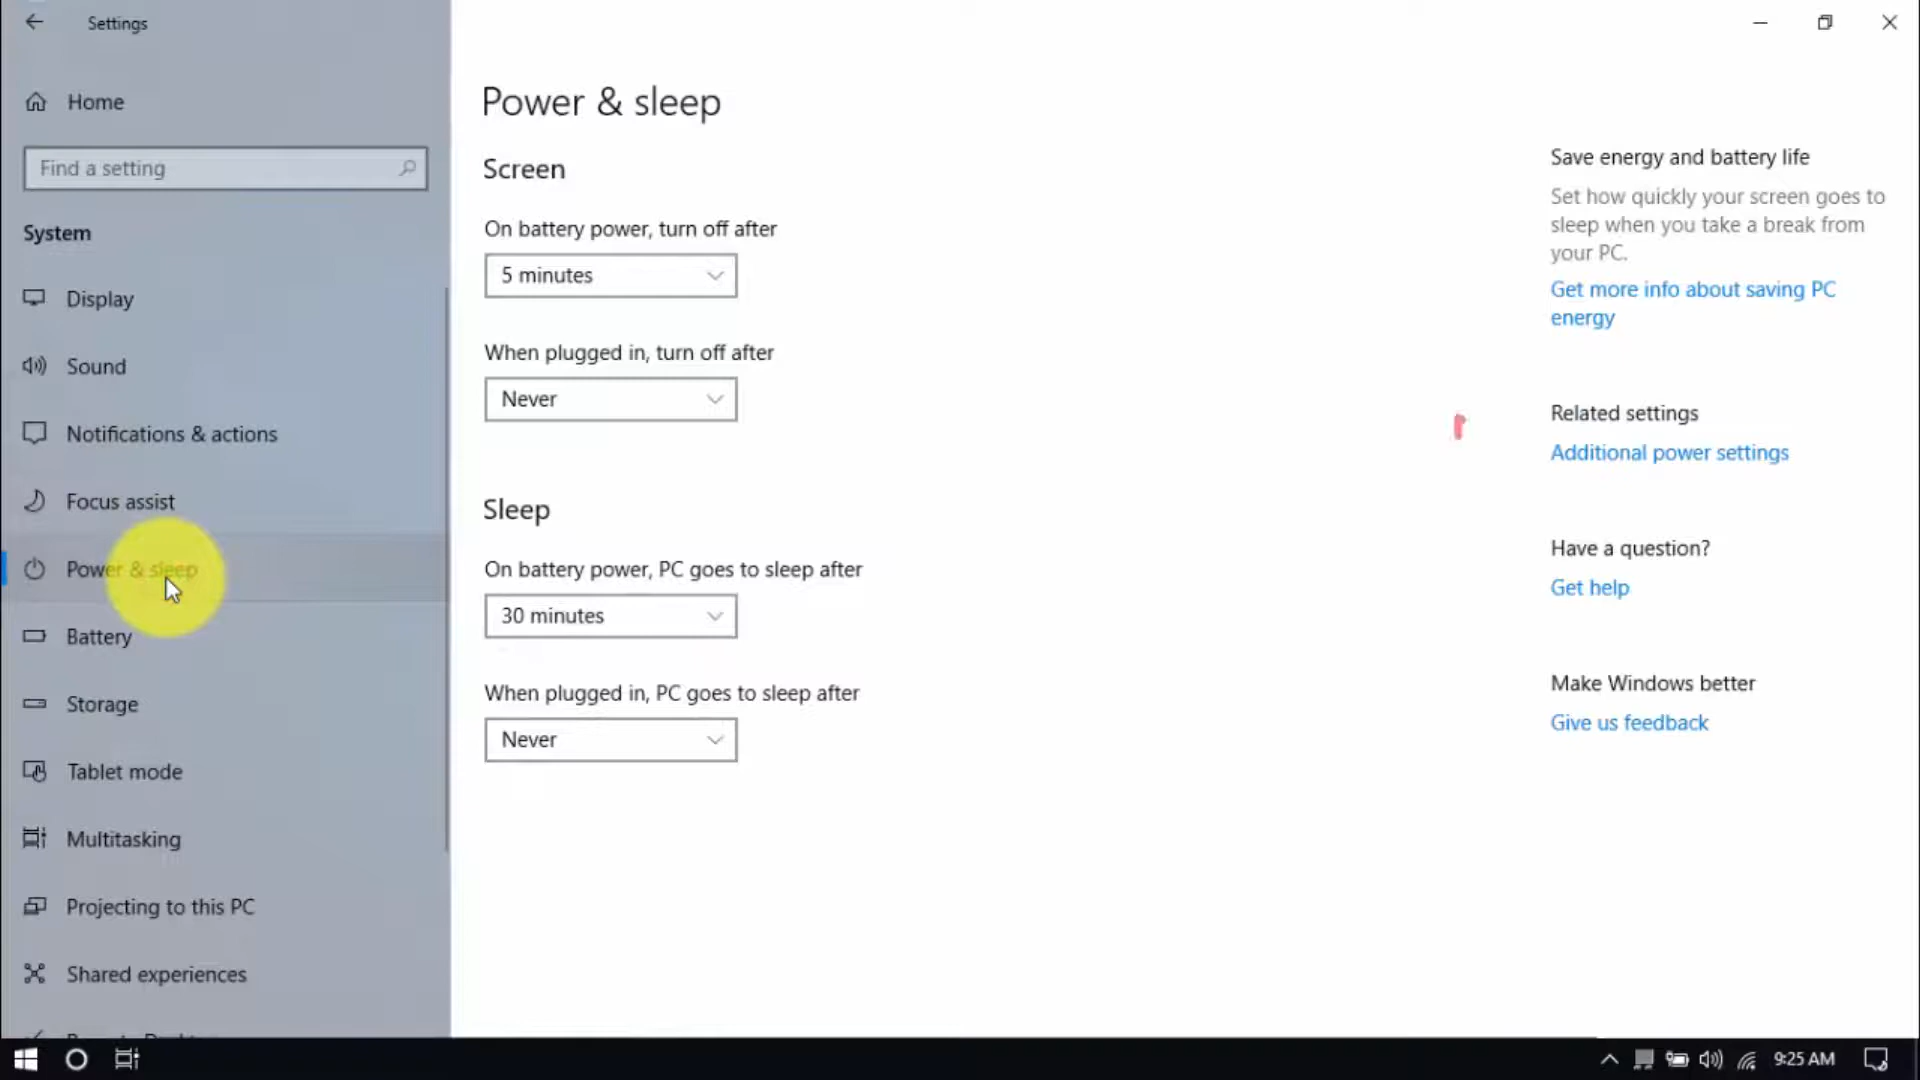 Settings
Home
Find a setting
System
Display
Sound
Notifications & actions
Focus assist
Power & sleep
Battery
Storage
Tablet mode
Multitasking
Projecting to this PC
Shared experiences
Power & sleep
Screen
On battery power, turn off after
5 minutes
When plugged in, turn off after
Never
Sleep
On battery power, PC goes to sleep after
30 minutes
When plugged in, PC goes to sleep after
Never
Save energy and battery life
Set how quickly your screen goes to
sleep when you take a break from
your PC.
Get more info about saving PC
energy
Related settings
Additional power settings
Have a question?
Get help
Make Windows better
Give us feedback
9:25 AM